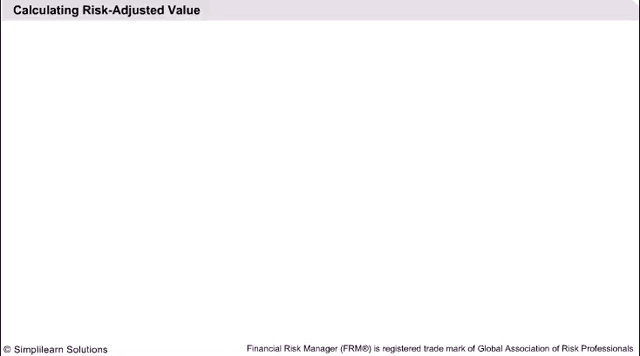 Calculating Risk-Adjusted Value
© Simplilearn Solutions
Financial Risk Manager (FRM®) is registered trade mark of Global Association of Risk Professionals